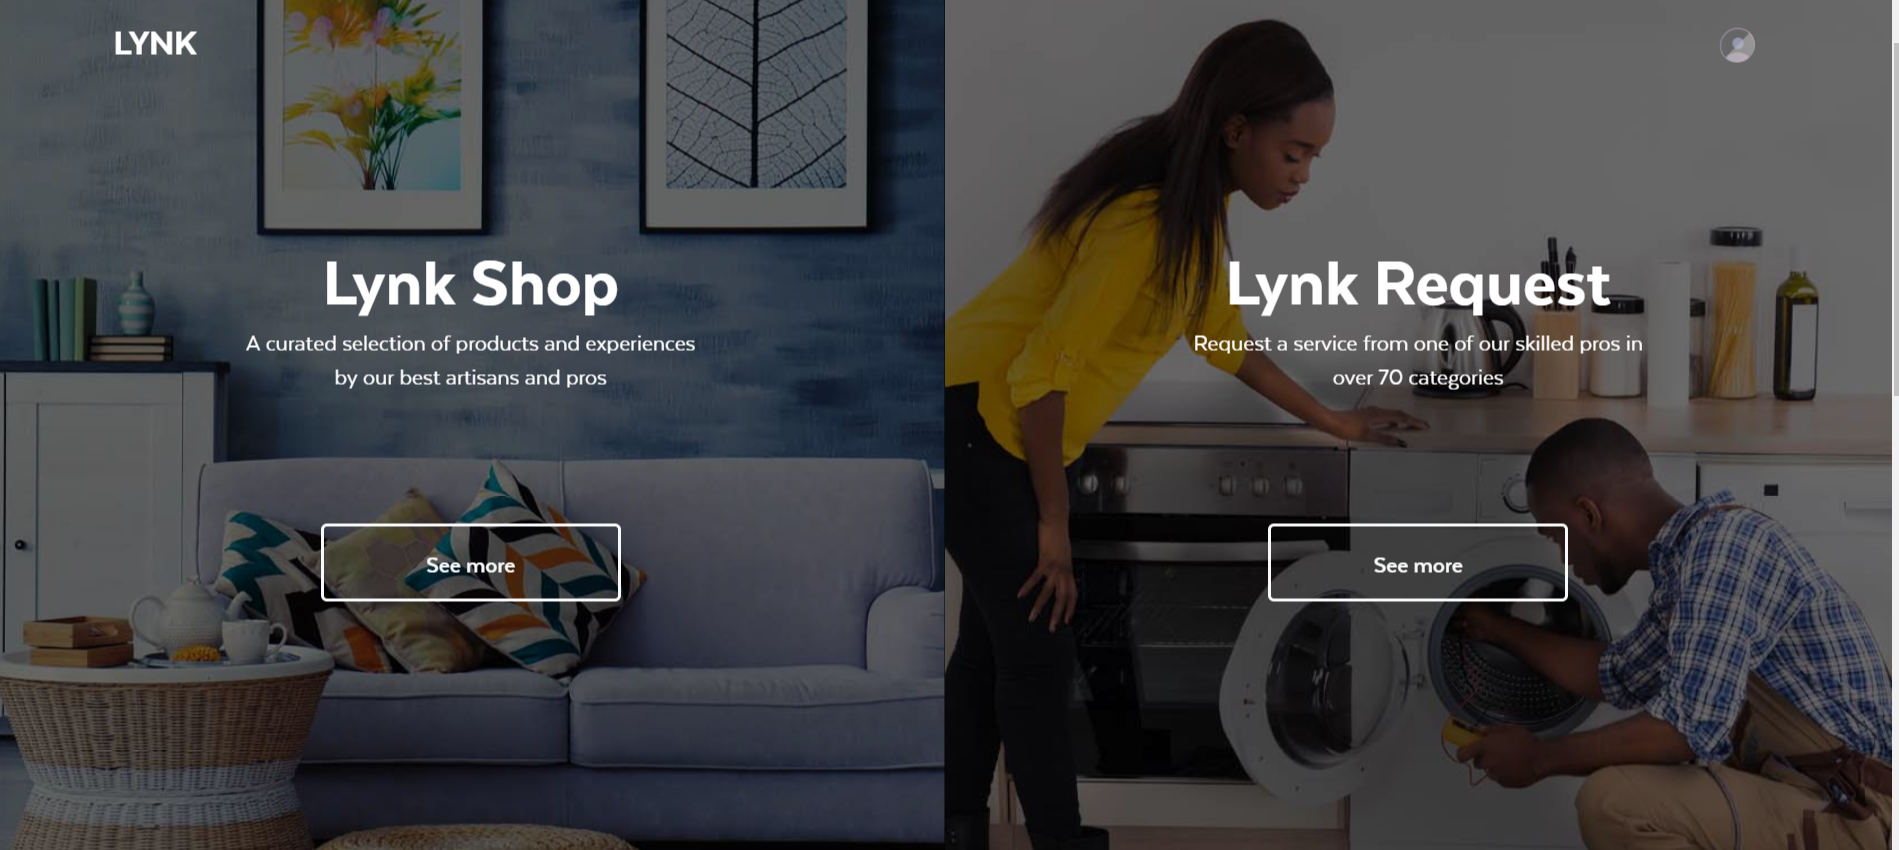 LYNK
Lynk Shop
A curated selection of products and experiences
by our best artisans and pros
See more
Lynk Request
Request a service from one of our skilled pros in
over 70 categories
See more